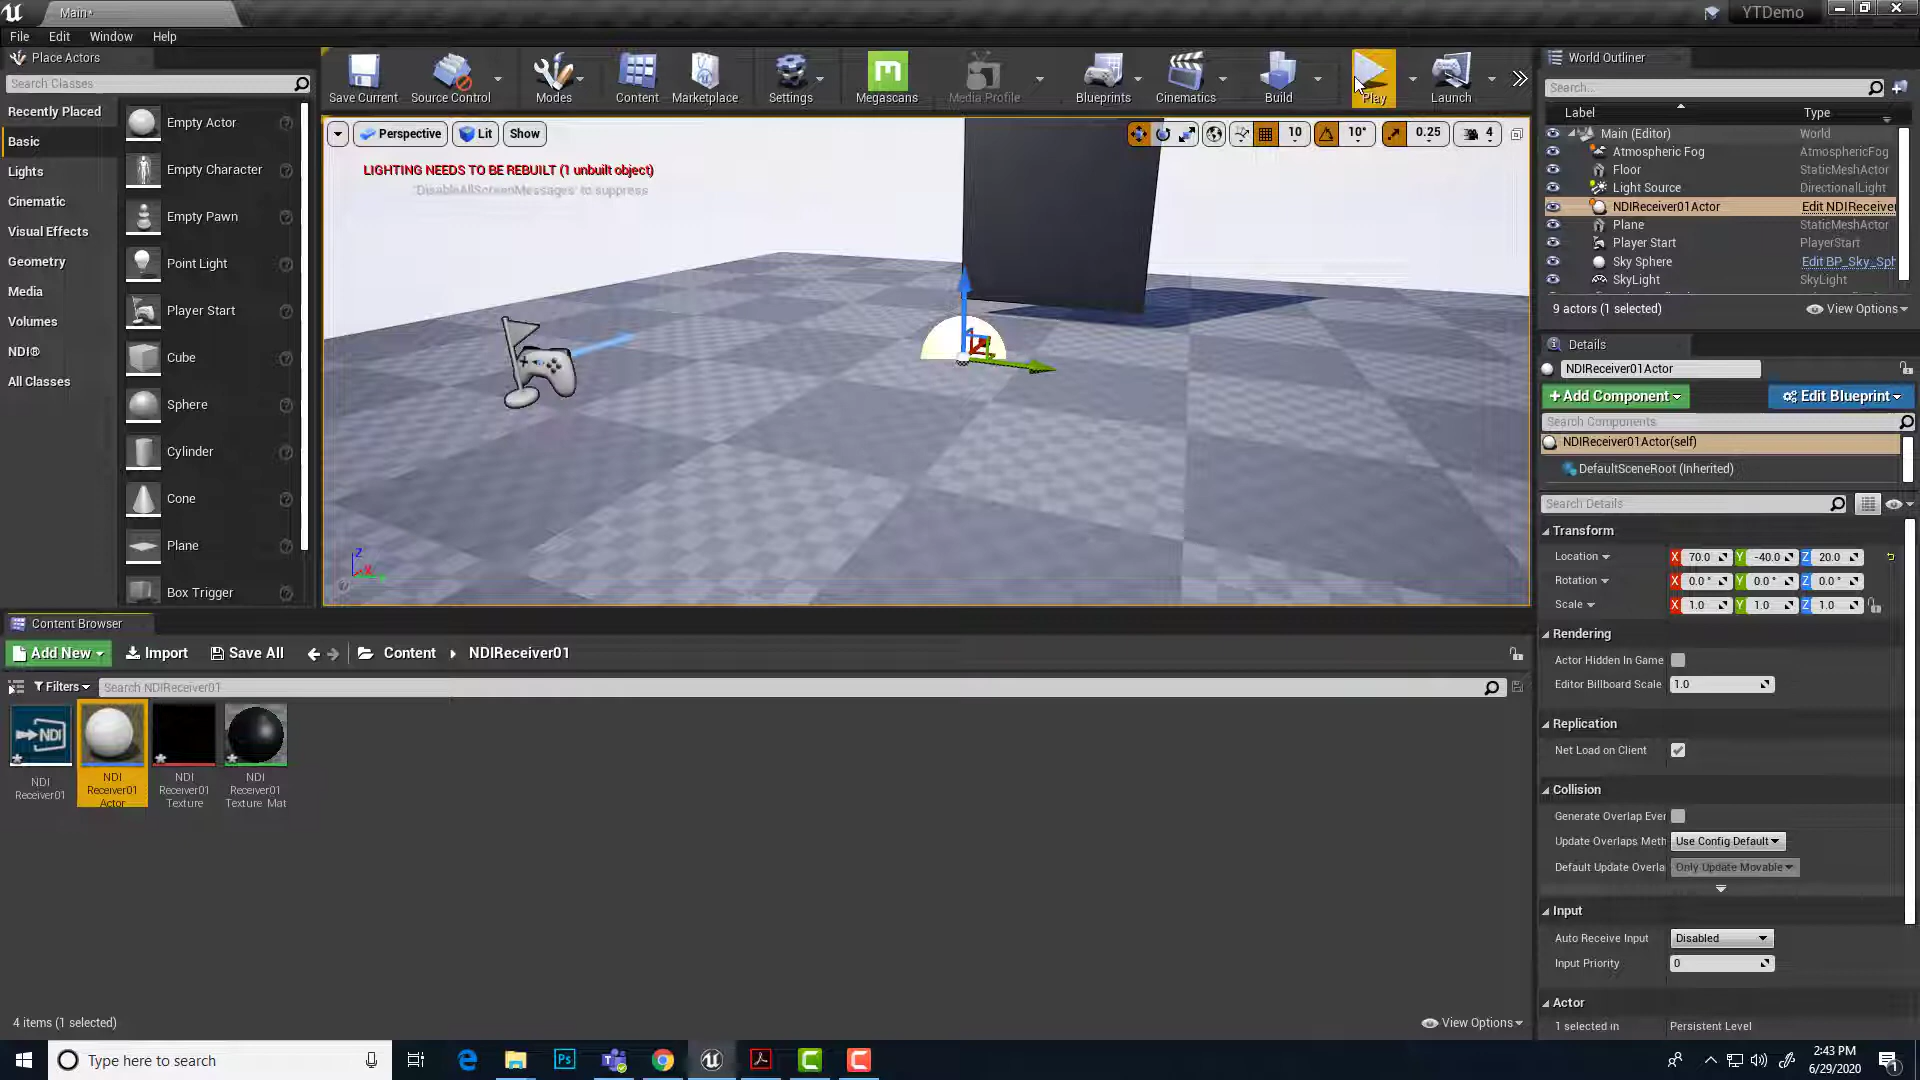 Main*
YTDemo
File Edit Window Help
Place Actors
Search Classes
Recently Placed
Basic
Lights
Cinematic
Visual Effects
Geometry
Media
Volumes
NDI®
All Classes
Empty Actor
Empty Character
Empty Pawn
Point Light
Player Start
Cube
Sphere
Cylinder
Cone
Plane
Box Trigger
Save Current Source Control Modes Content Marketplace Settings Megascans Media Profile Blueprints Cinematics Build Play Launch
Perspective Lit Show
10 10° 0.25 4
LIGHTING NEEDS TO BE REBUILT (1 unbuilt object)
'DisableAllScreenMessages' to suppress
Z
X
World Outliner
Search...
Label Type
Main (Editor) World
Atmospheric Fog AtmosphericFog
Floor StaticMeshActor
Light Source DirectionalLight
NDIReceiver01Actor Edit NDIReceiver
Plane StaticMeshActor
Player Start PlayerStart
Sky Sphere Edit BP_Sky_Sph
SkyLight SkyLight
9 actors (1 selected) View Options
Details
NDIReceiver01Actor
+Add Component Edit Blueprint
Search Components
NDIReceiver01Actor(self)
DefaultSceneRoot (Inherited)
Search Details
Transform
Location X 70.0 Y -40.0 Z 20.0
Rotation X 0.0° Y 0.0° Z 0.0°
Scale X 1.0 Y 1.0 Z 1.0
Rendering
Actor Hidden In Game
Editor Billboard Scale 1.0
Replication
Net Load on Client
Collision
Generate Overlap Ever
Update Overlaps Meth Use Config Default
Default Update Overla Only Update Movable
Input
Auto Receive Input Disabled
Input Priority 0
Actor
1 selected in Persistent Level
Content Browser
Add New Import Save All Content NDIReceiver01
Filters Search NDIReceiver01
NDI
NDI
Receiver01
NDI
Receiver01
Actor
NDI
Receiver01
Texture
NDI
Receiver01
Texture Mat
4 items (1 selected)
View Options
Type here to search
Ps
2:43 PM
6/29/2020
1